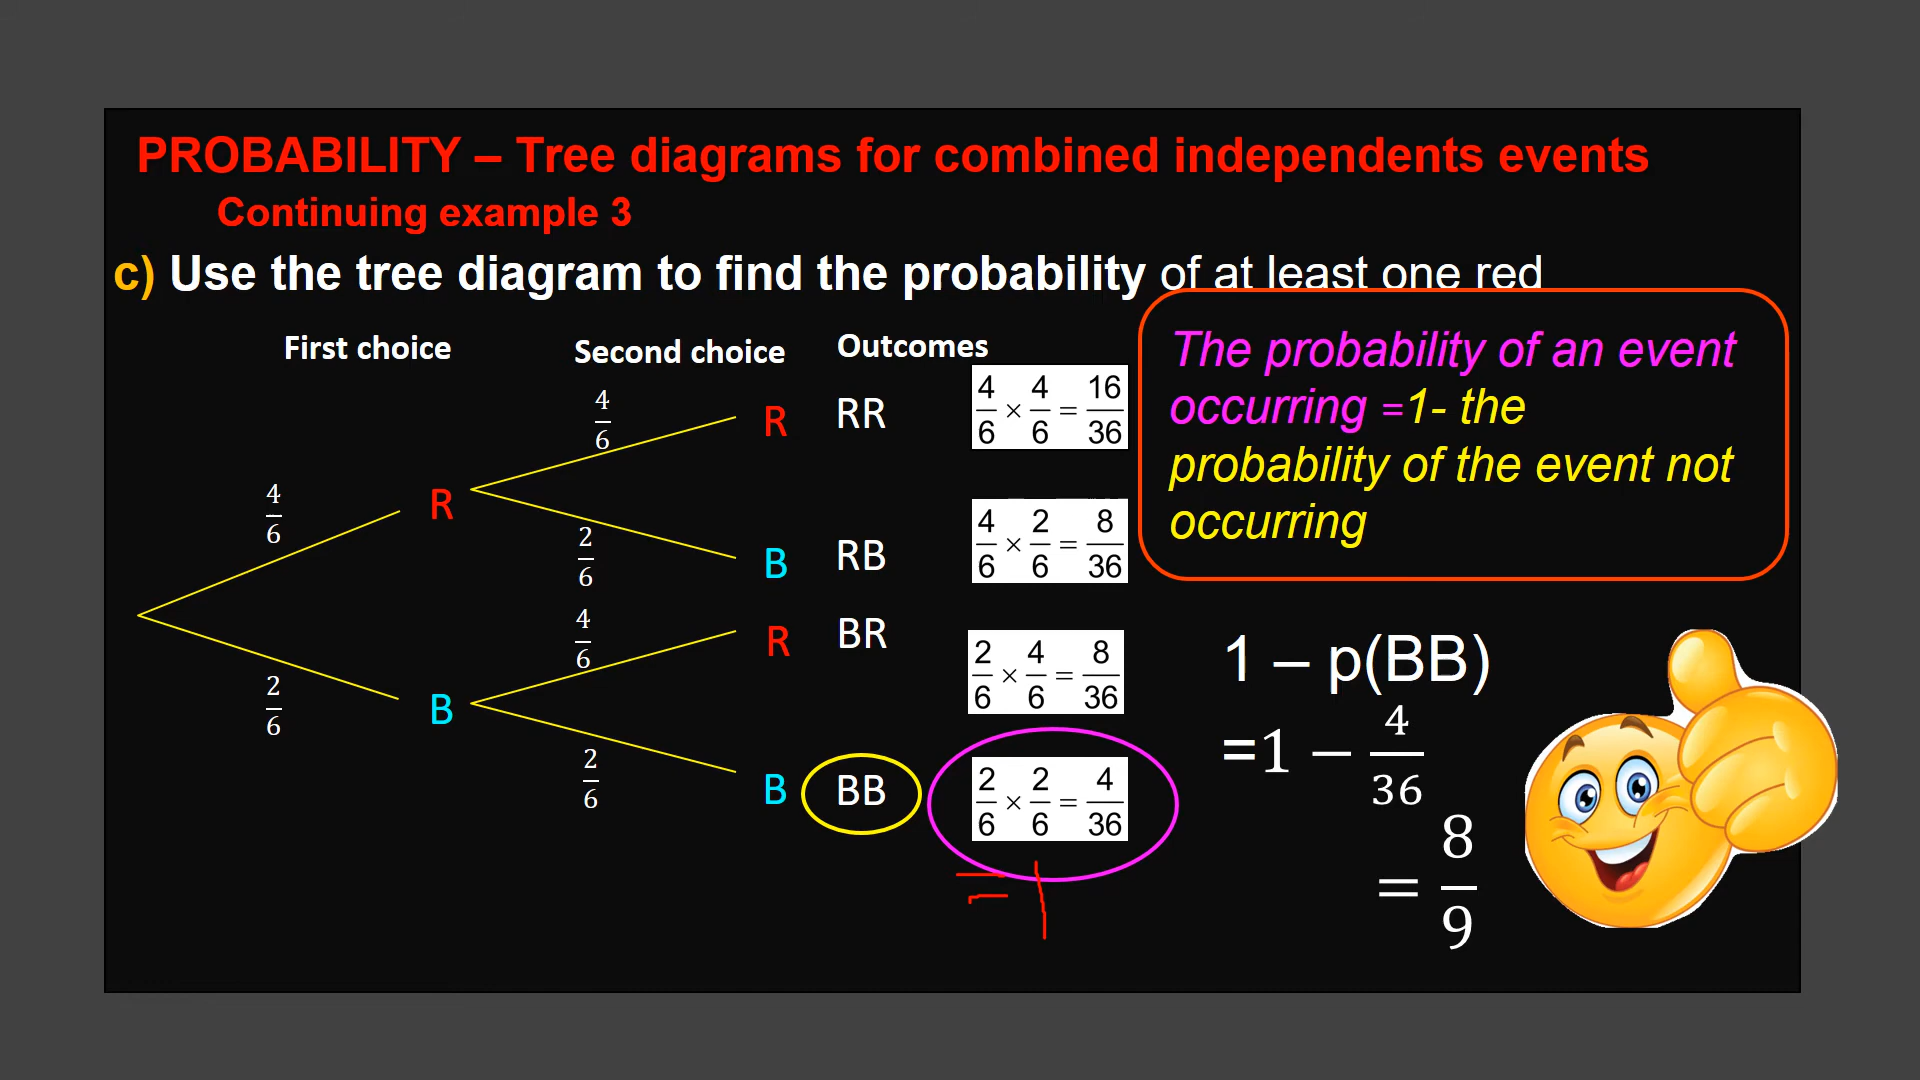 PROBABILITY – Tree diagrams for combined independents events
Continuing example 3
c) Use the tree diagram to find the probability of at least one red
First choice Second choice Outcomes
4/6 R 4/6 R RR 4/6 × 4/6 = 16/36
2/6 B RB 4/6 × 2/6 = 8/36
2/6 B 4/6 R BR 2/6 × 4/6 = 8/36
2/6 B BB 2/6 × 2/6 = 4/36
= 1
The probability of an event
occurring =1- the
probability of the event not
occurring
1 – p(BB)
=1 − 4/36
= 8/9